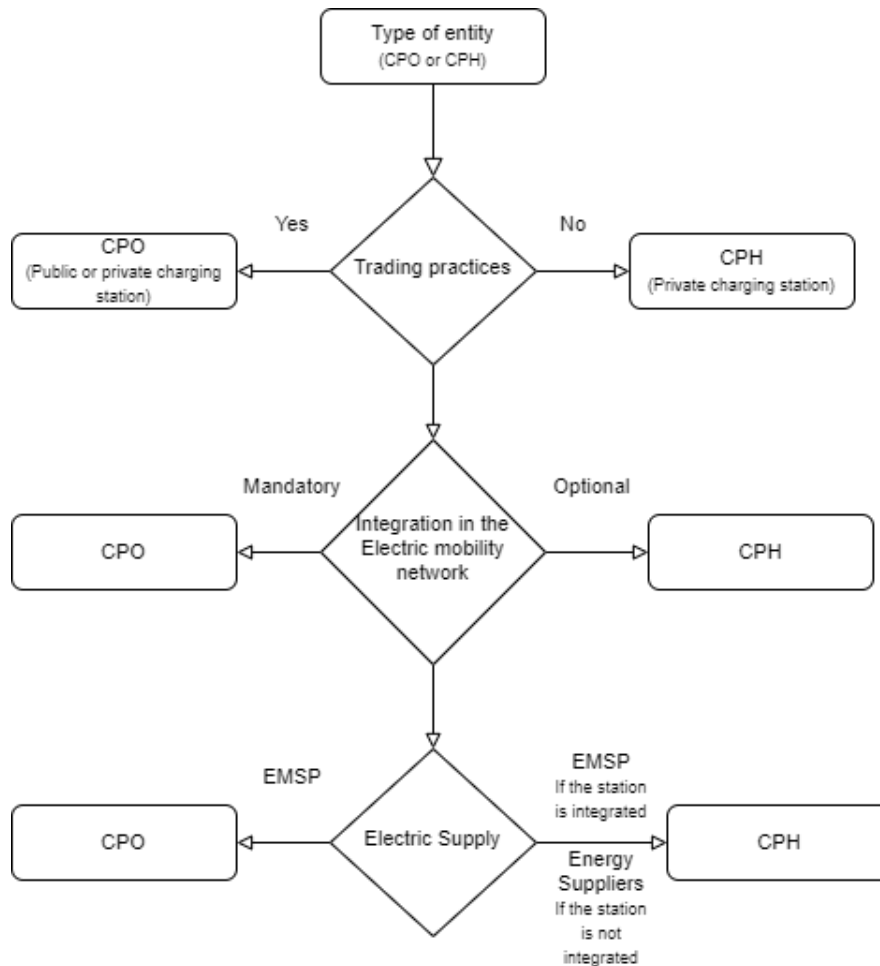 Type of entity
(CPO or CPH)
Yes
No
CPO
(Public or private charging
station)
Trading practices
CPH
(Private charging station)
Mandatory
Optional
CPO
Integration in the
Electric mobility
network
CPH
EMSP
EMSP
If the station
is integrated
CPO
Electric Supply
CPH
Energy
Suppliers
If the station
is not
integrated